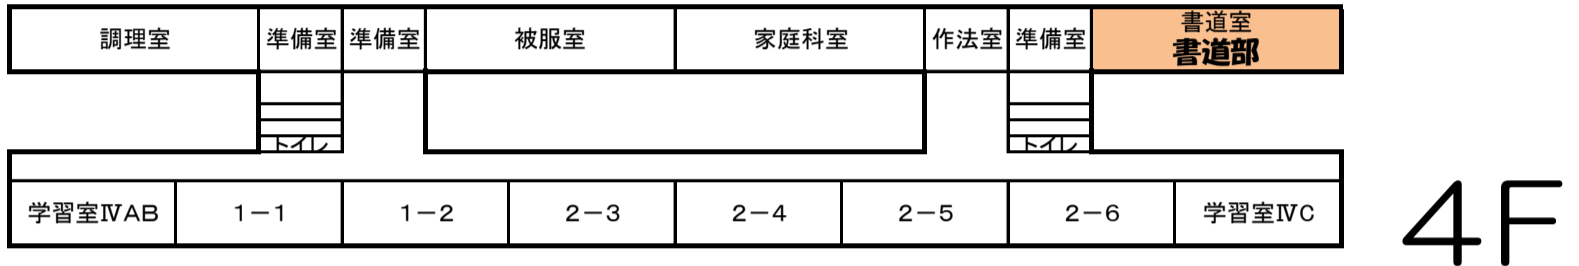 調理室
準備室
準備室
被服室
家庭科室
作法室
準備室
書道室
書道部
トイレ
トイレ
学習室ⅣAB
1－1
1－2
2－3
2－4
2－5
2－6
学習室ⅣC
4F